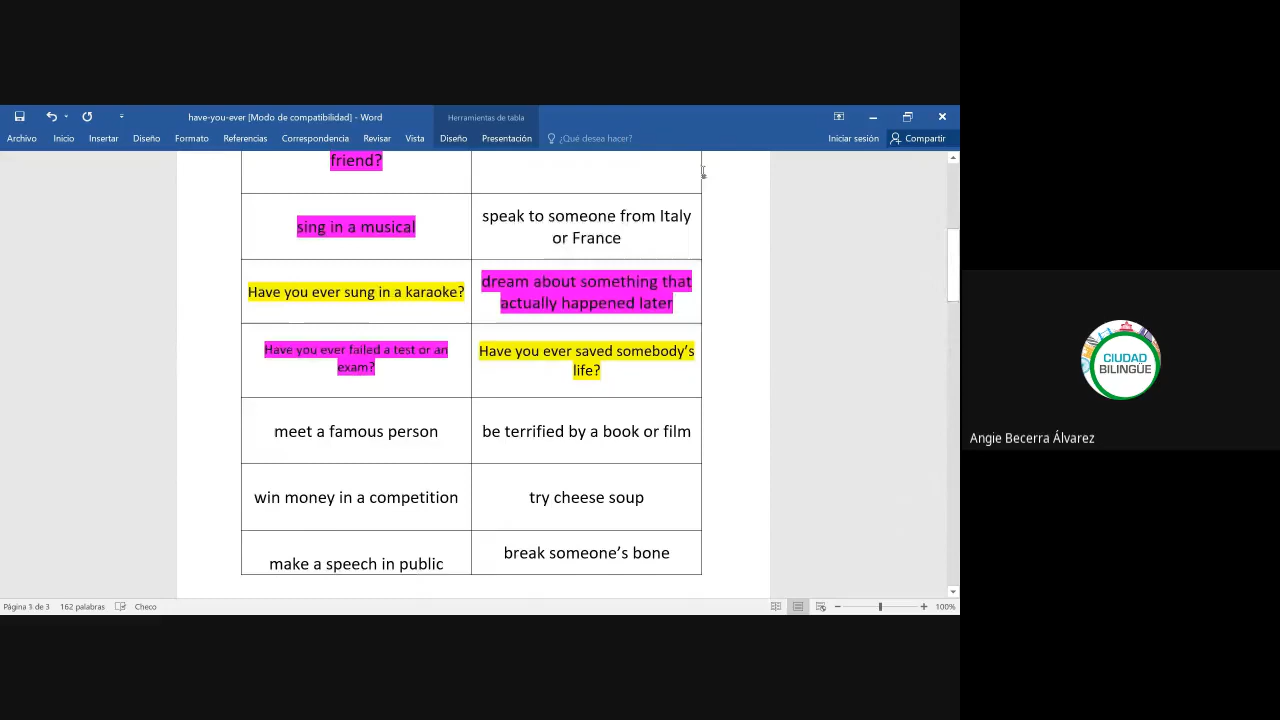 have-you-ever [Modo de compatibilidad] - Word
Herramientas de tabla
Archivo Inicio Insertar Diseño Formato Referencias Correspondencia Revisar Vista Diseño Presentación ¿Qué desea hacer? Iniciar sesión Compartir
friend?
sing in a musical
speak to someone from Italy
or France
Have you ever sung in a karaoke?
dream about something that
actually happened later
Have you ever failed a test or an
exam?
Have you ever saved somebody's
life?
meet a famous person
be terrified by a book or film
win money in a competition
try cheese soup
make a speech in public
break someone's bone
Página 1 de 3 162 palabras Checo 100%
CIUDAD
BILINGÜE
Angie Becerra Álvarez